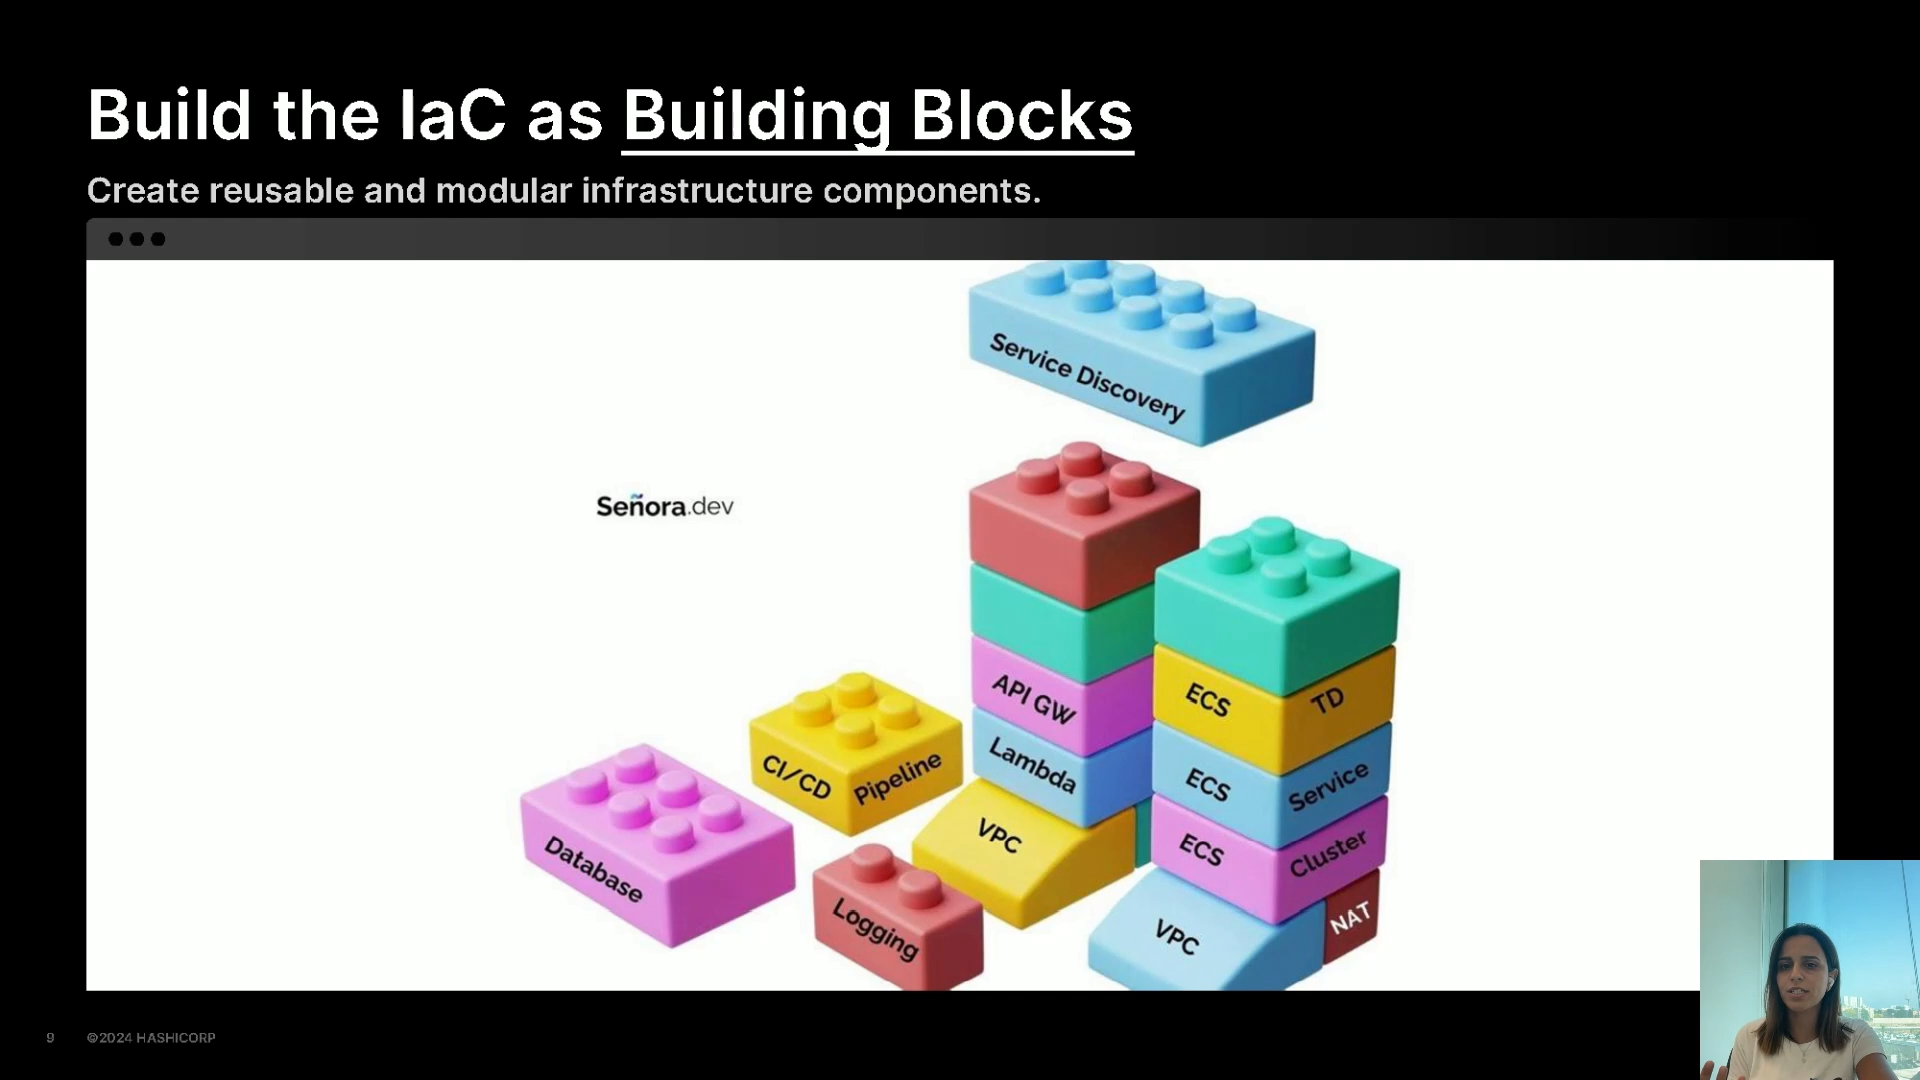 Build the IaC as Building Blocks
Create reusable and modular infrastructure components.
Service Discovery
Señora.dev
API GW
ECS TD
CI/CD Pipeline
Lambda
ECS Service
VPC
ECS Cluster
Database
Logging
VPC
NAT
9 ©2024 HASHICORP